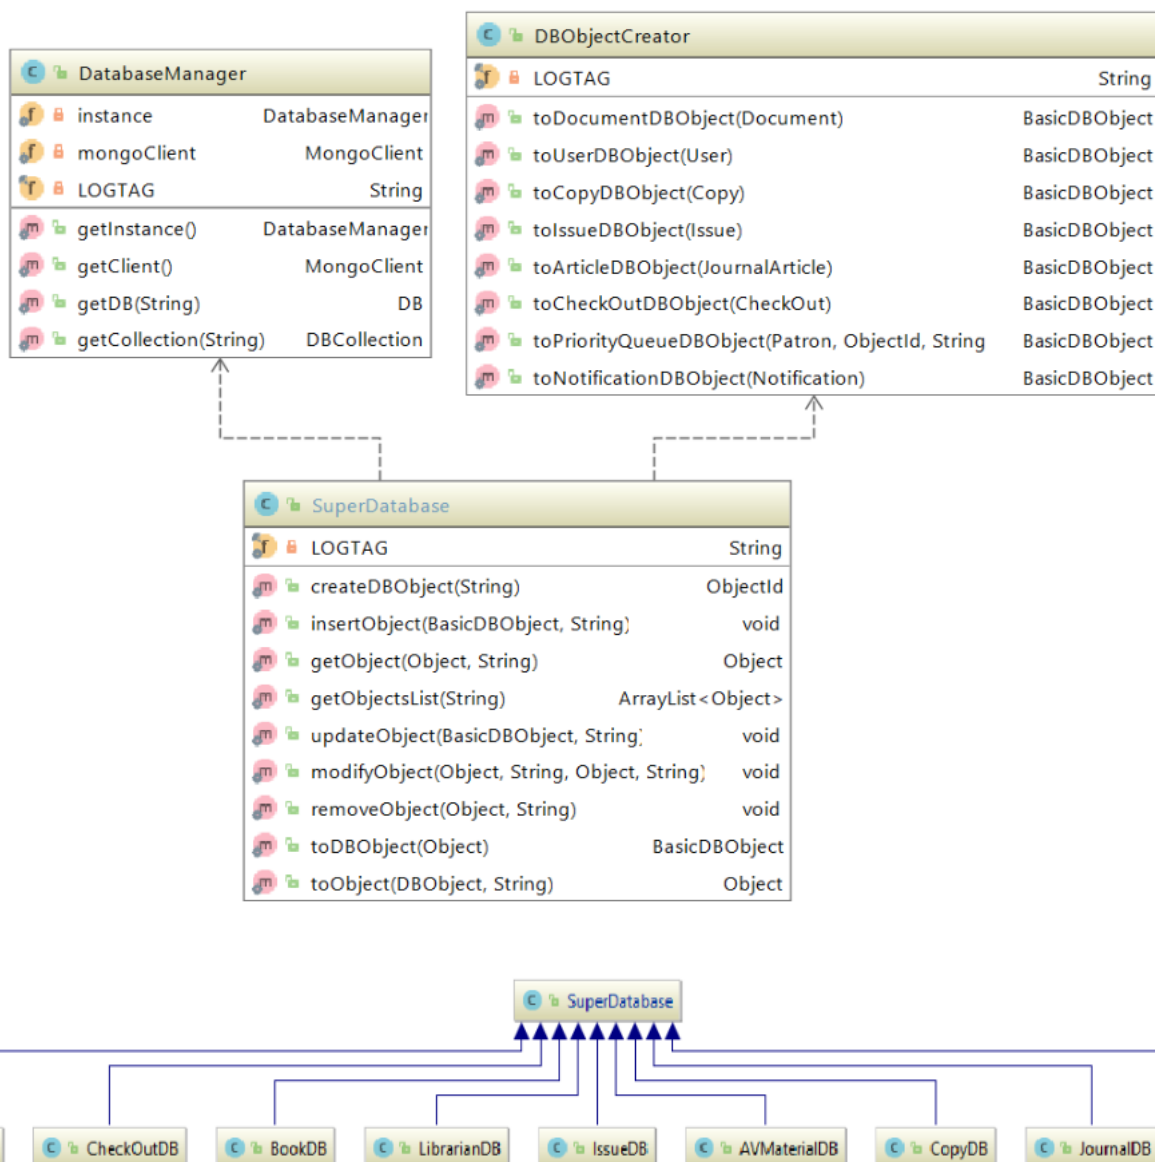 DatabaseManager
instance DatabaseManager
mongoClient MongoClient
LOGTAG String
getInstance() DatabaseManager
getClient() MongoClient
getDB(String) DB
getCollection(String) DBCollection
DBObjectCreator
LOGTAG String
toDocumentDBObject(Document) BasicDBObject
toUserDBObject(User) BasicDBObject
toCopyDBObject(Copy) BasicDBObject
toIssueDBObject(Issue) BasicDBObject
toArticleDBObject(JournalArticle) BasicDBObject
toCheckOutDBObject(CheckOut) BasicDBObject
toPriorityQueueDBObject(Patron, ObjectId, String BasicDBObject
toNotificationDBObject(Notification) BasicDBObject
SuperDatabase
LOGTAG String
createDBObject(String) ObjectId
insertObject(BasicDBObject, String) void
getObject(Object, String) Object
getObjectsList(String) ArrayList<Object>
updateObject(BasicDBObject, String) void
modifyObject(Object, String, Object, String) void
removeObject(Object, String) void
toDBObject(Object) BasicDBObject
toObject(DBObject, String) Object
SuperDatabase
CheckOutDB BookDB LibrarianDB IssueDB AVMaterialDB CopyDB JournalDB